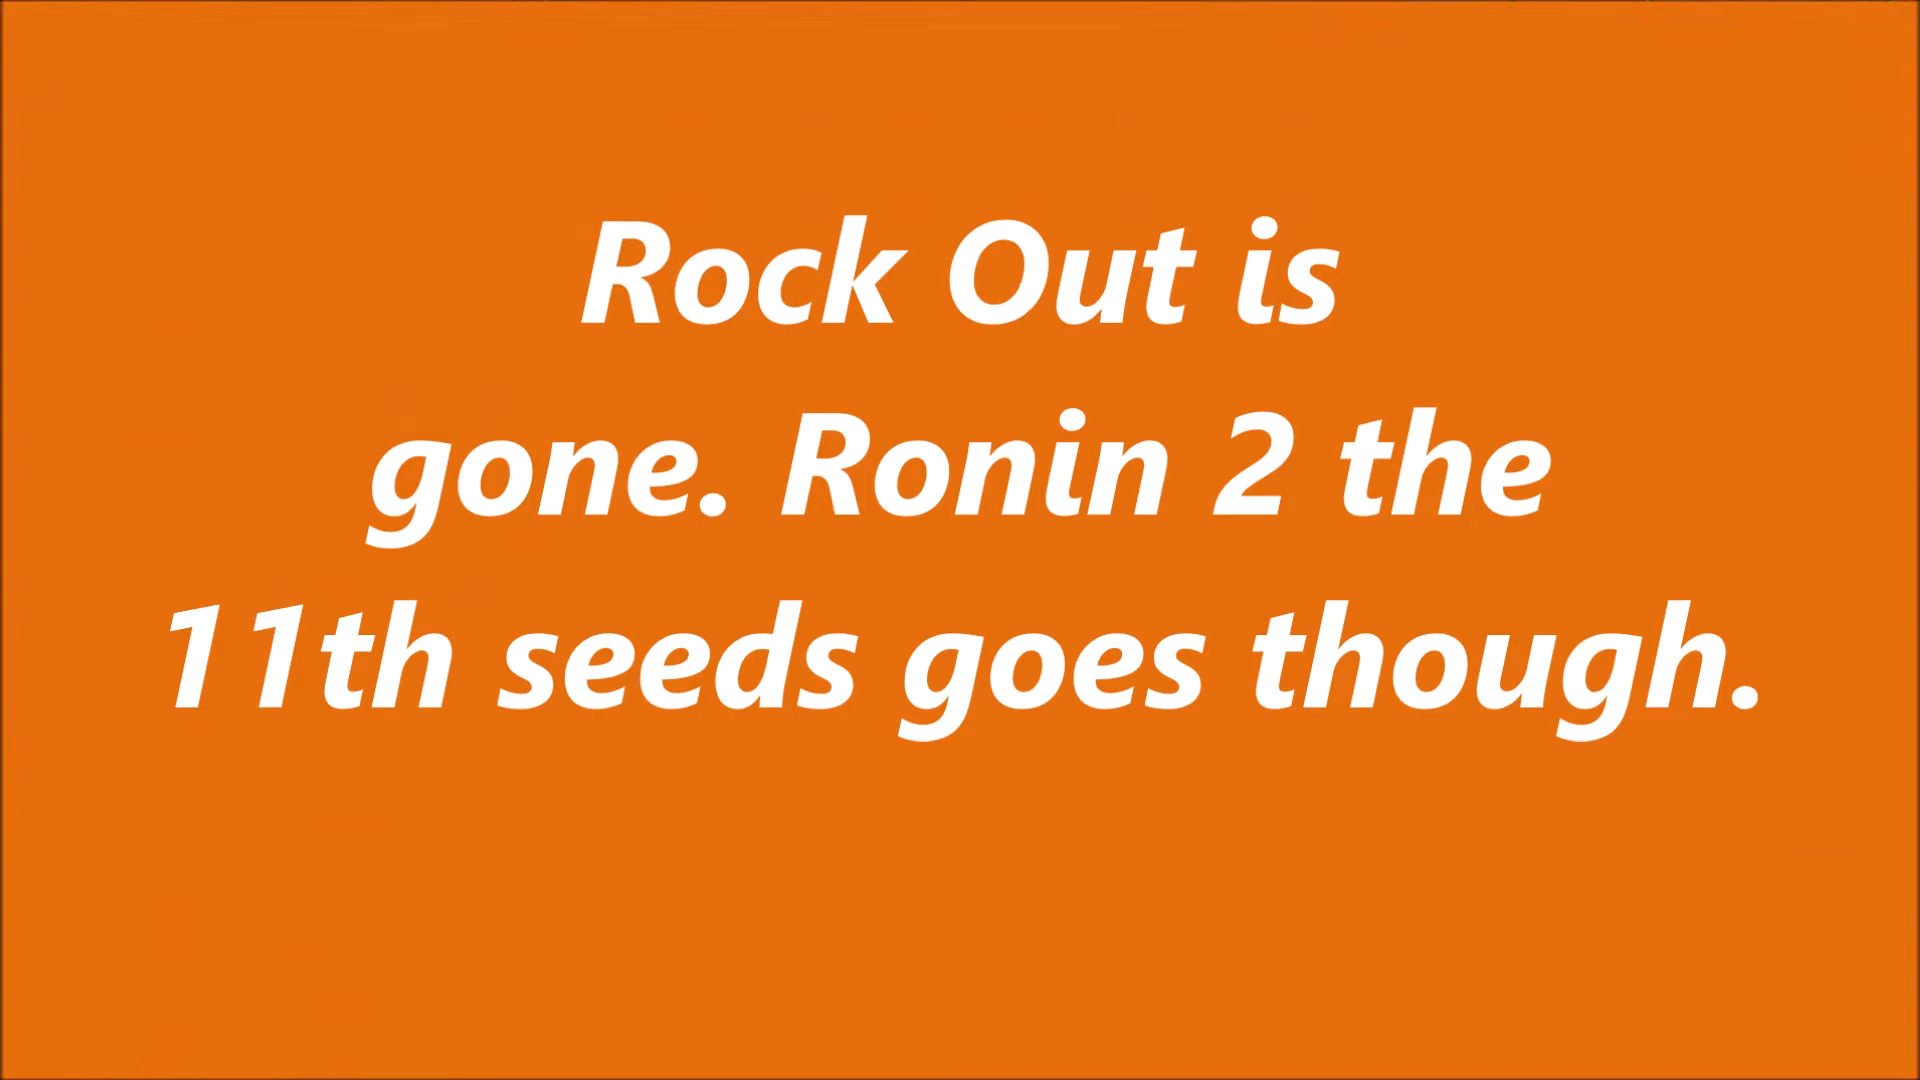 Rock Out is
gone. Ronin 2 the
11th seeds goes though.